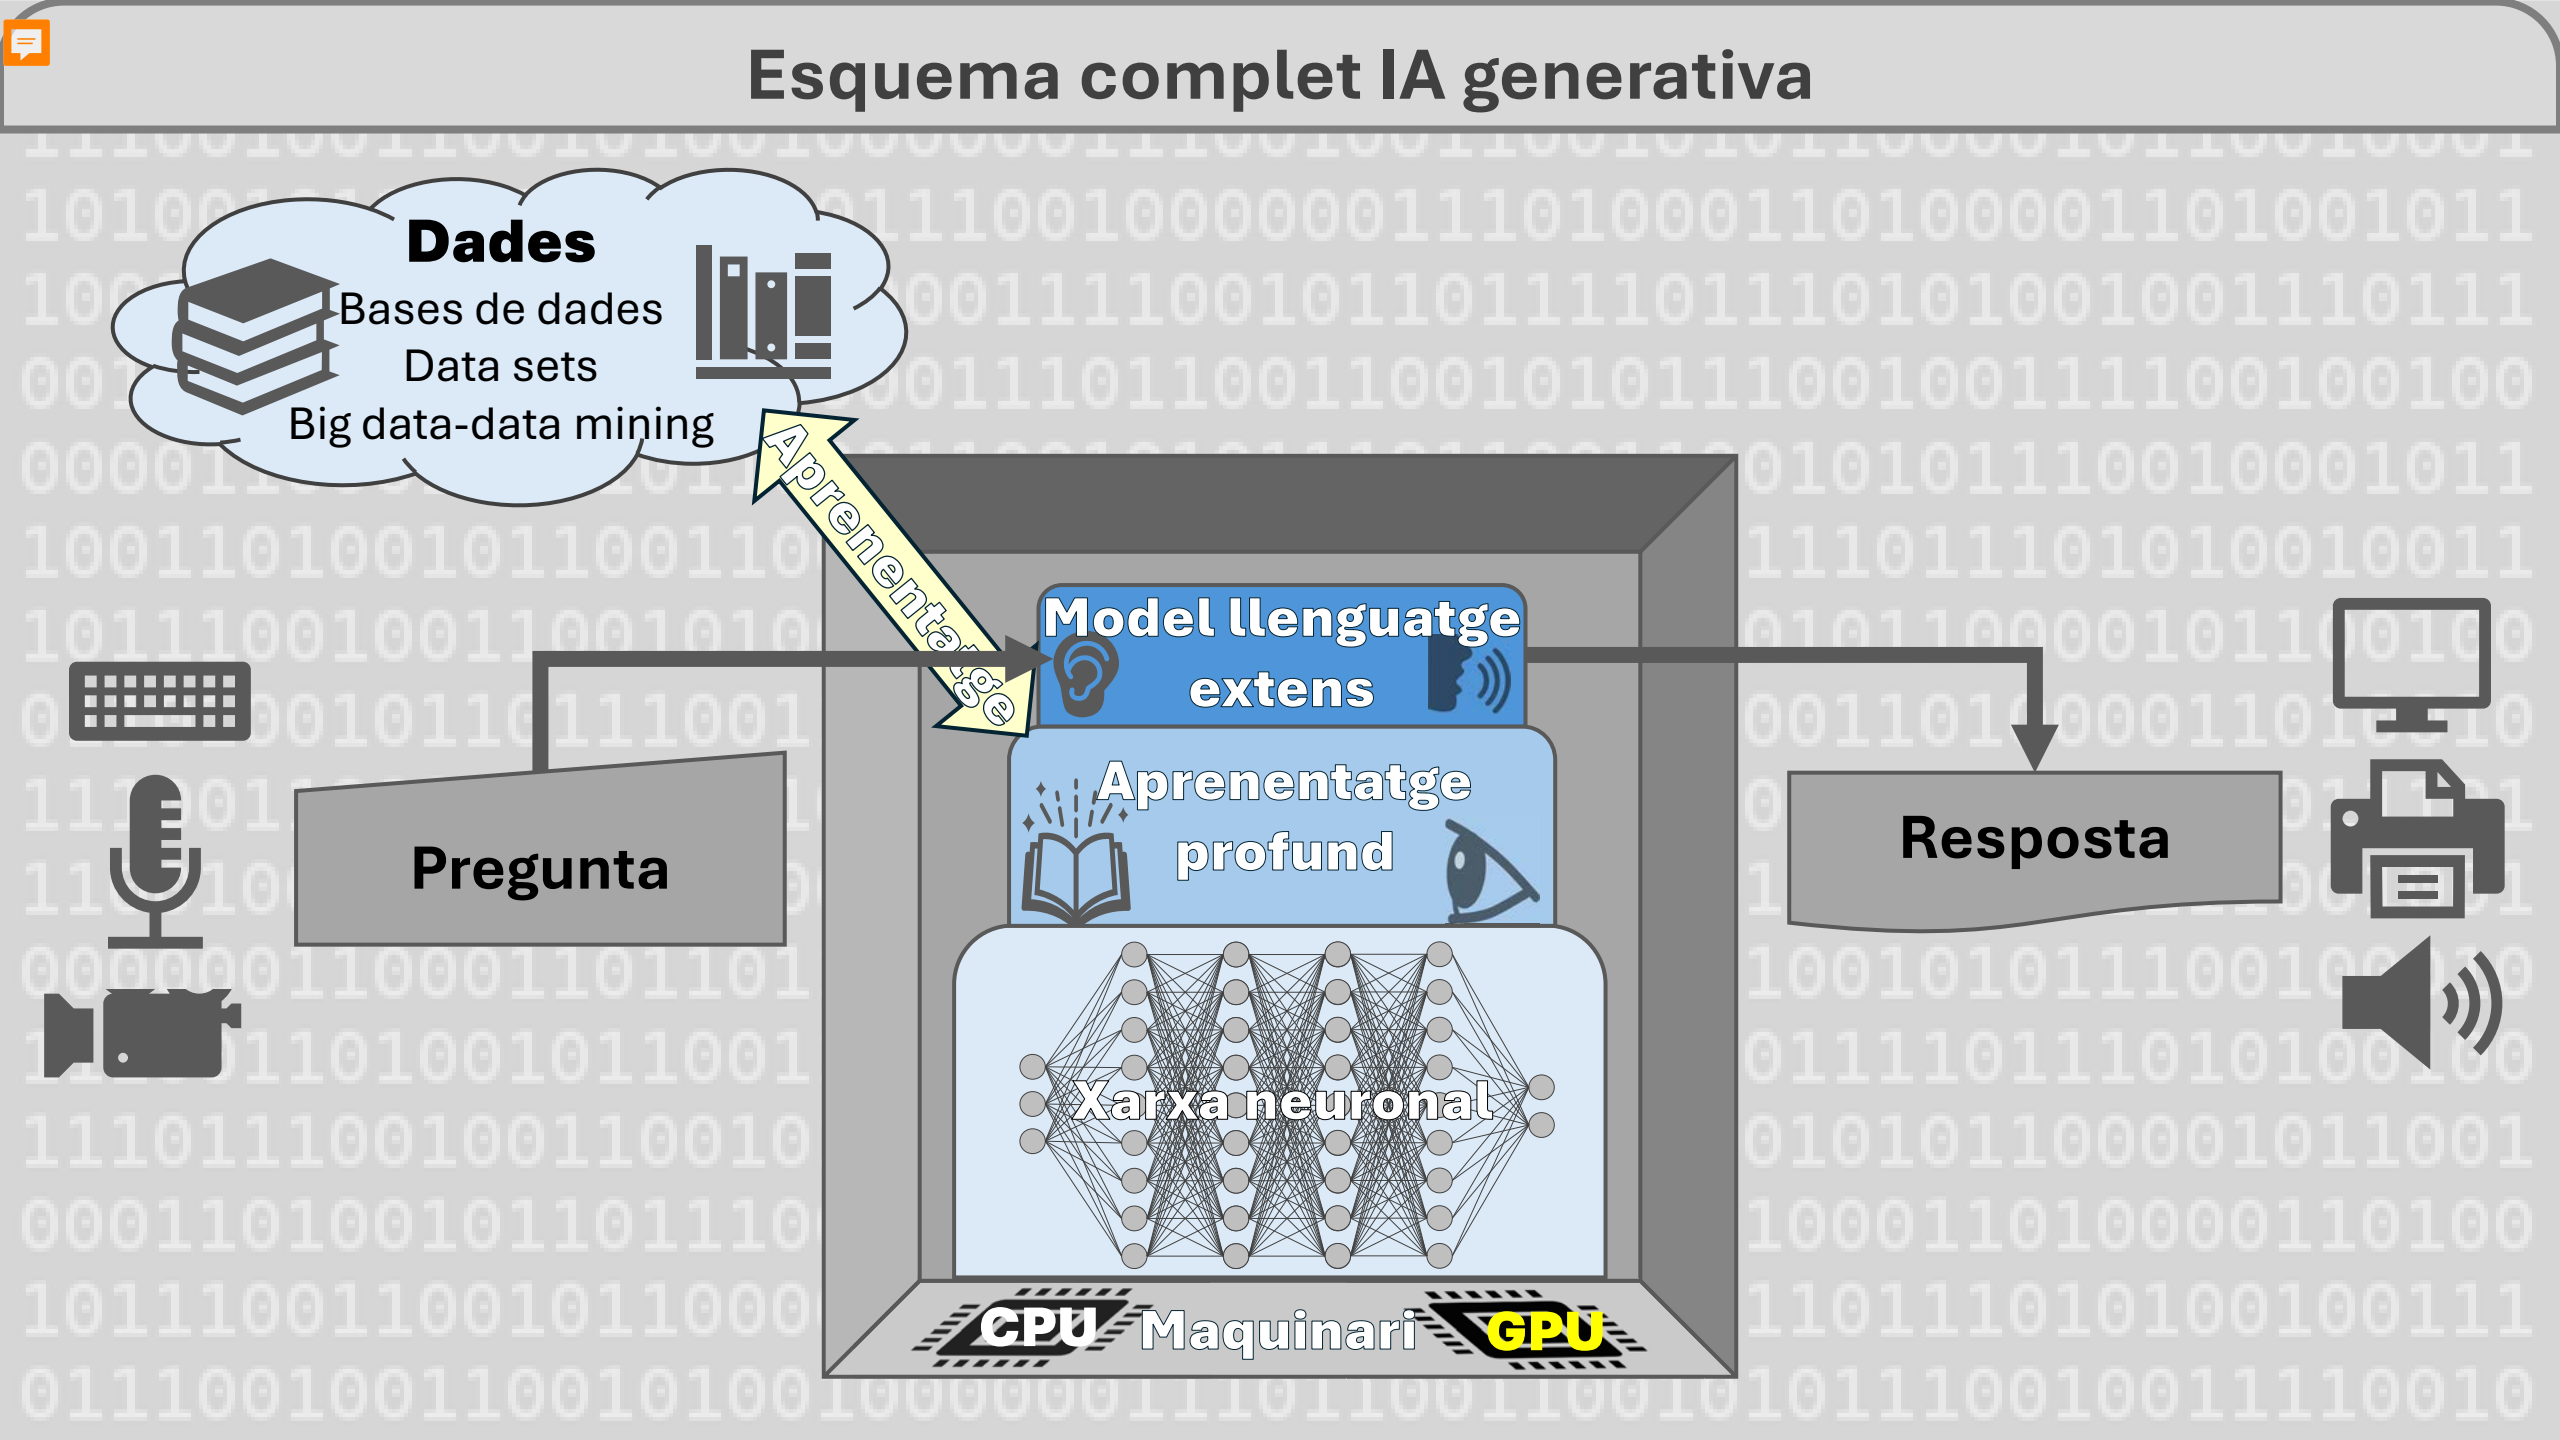 Esquema complet IA generativa
Dades
Bases de dades
Data sets
Big data-data mining
Aprenentatge
Model llenguatge
extens
Aprenentatge
profund
Pregunta
Resposta
Xarxa neuronal
CPU
Maquinari
GPU